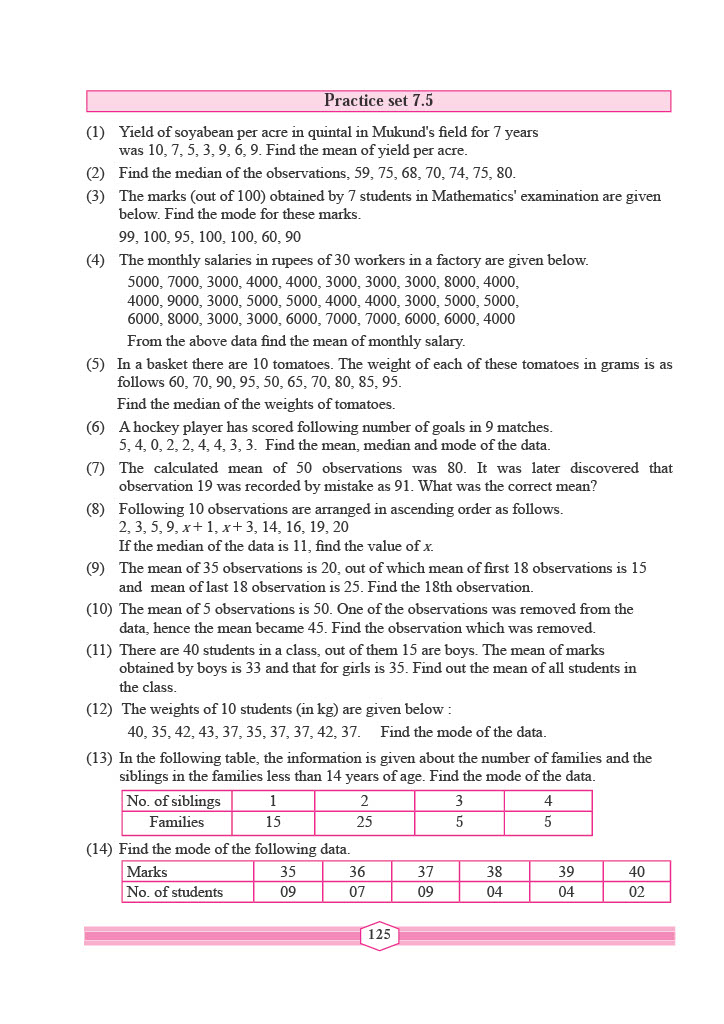 Practice set 7.5
(1) Yield of soyabean per acre in quintal in Mukund's field for 7 years
was 10, 7, 5, 3, 9, 6, 9. Find the mean of yield per acre.
(2) Find the median of the observations, 59, 75, 68, 70, 74, 75, 80.
(3) The marks (out of 100) obtained by 7 students in Mathematics' examination are given
below. Find the mode for these marks.
99, 100, 95, 100, 100, 60, 90
(4) The monthly salaries in rupees of 30 workers in a factory are given below.
5000, 7000, 3000, 4000, 4000, 3000, 3000, 3000, 8000, 4000,
4000, 9000, 3000, 5000, 5000, 4000, 4000, 3000, 5000, 5000,
6000, 8000, 3000, 3000, 6000, 7000, 7000, 6000, 6000, 4000
From the above data find the mean of monthly salary.
(5) In a basket there are 10 tomatoes. The weight of each of these tomatoes in grams is as
follows 60, 70, 90, 95, 50, 65, 70, 80, 85, 95.
Find the median of the weights of tomatoes.
(6) A hockey player has scored following number of goals in 9 matches.
5, 4, 0, 2, 2, 4, 4, 3, 3. Find the mean, median and mode of the data.
(7) The calculated mean of 50 observations was 80. It was later discovered that
observation 19 was recorded by mistake as 91. What was the correct mean?
(8) Following 10 observations are arranged in ascending order as follows.
2, 3, 5, 9, x + 1, x + 3, 14, 16, 19, 20
If the median of the data is 11, find the value of x.
(9) The mean of 35 observations is 20, out of which mean of first 18 observations is 15
and mean of last 18 observation is 25. Find the 18th observation.
(10) The mean of 5 observations is 50. One of the observations was removed from the
data, hence the mean became 45. Find the observation which was removed.
(11) There are 40 students in a class, out of them 15 are boys. The mean of marks
obtained by boys is 33 and that for girls is 35. Find out the mean of all students in
the class.
(12) The weights of 10 students (in kg) are given below :
40, 35, 42, 43, 37, 35, 37, 37, 42, 37. Find the mode of the data.
(13) In the following table, the information is given about the number of families and the
siblings in the families less than 14 years of age. Find the mode of the data.
No. of siblings 1 2 3 4
Families 15 25 5 5
(14) Find the mode of the following data.
Marks 35 36 37 38 39 40
No. of students 09 07 09 04 04 02
125